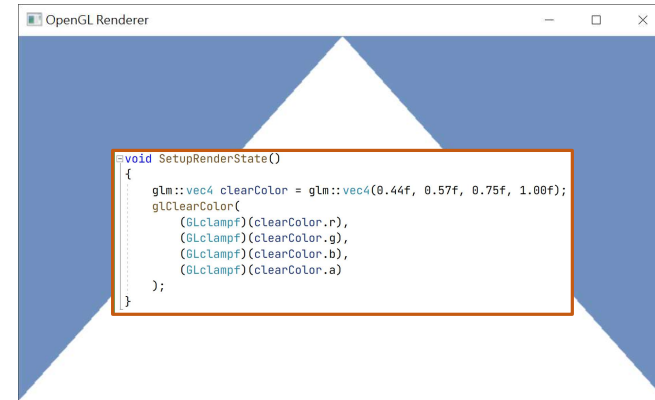 OpenGL Renderer
void SetupRenderState()
{
glm::vec4 clearColor = glm::vec4(0.44f, 0.57f, 0.75f, 1.00f);
glClearColor(
(GLclampf)(clearColor.r),
(GLclampf)(clearColor.g),
(GLclampf)(clearColor.b),
(GLclampf)(clearColor.a)
);
}